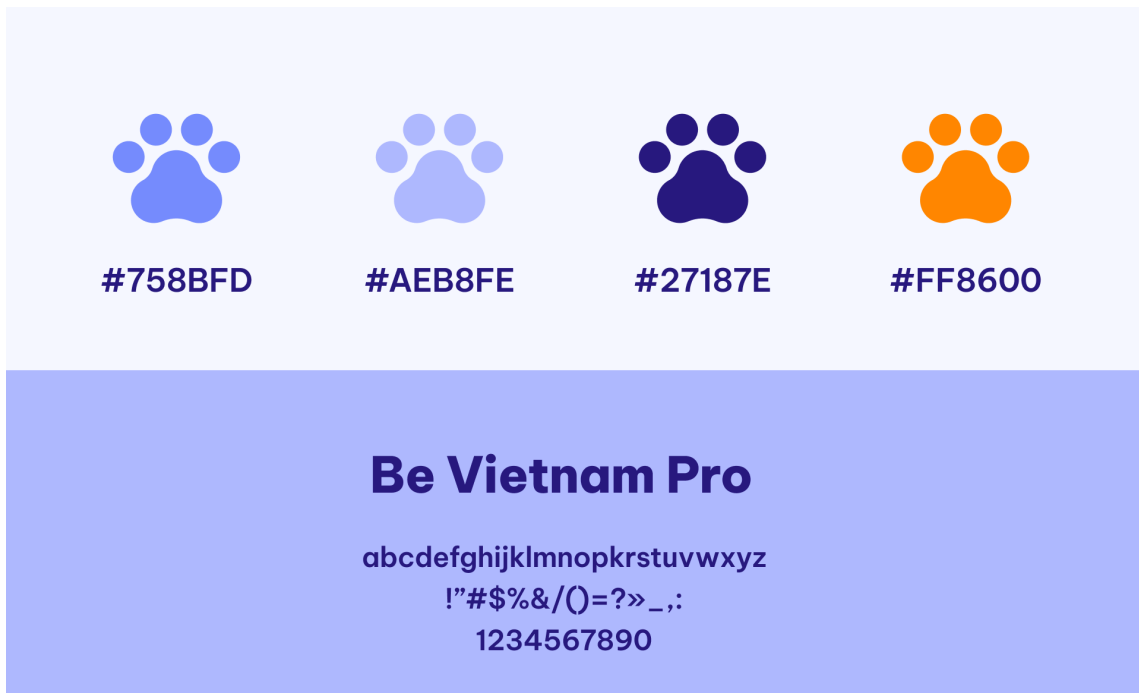 #758BFD #AEB8FE #27187E #FF8600
Be Vietnam Pro
abcdefghijklmnopkrstuvwxyz
!”#$%&/()=?»_,:
1234567890